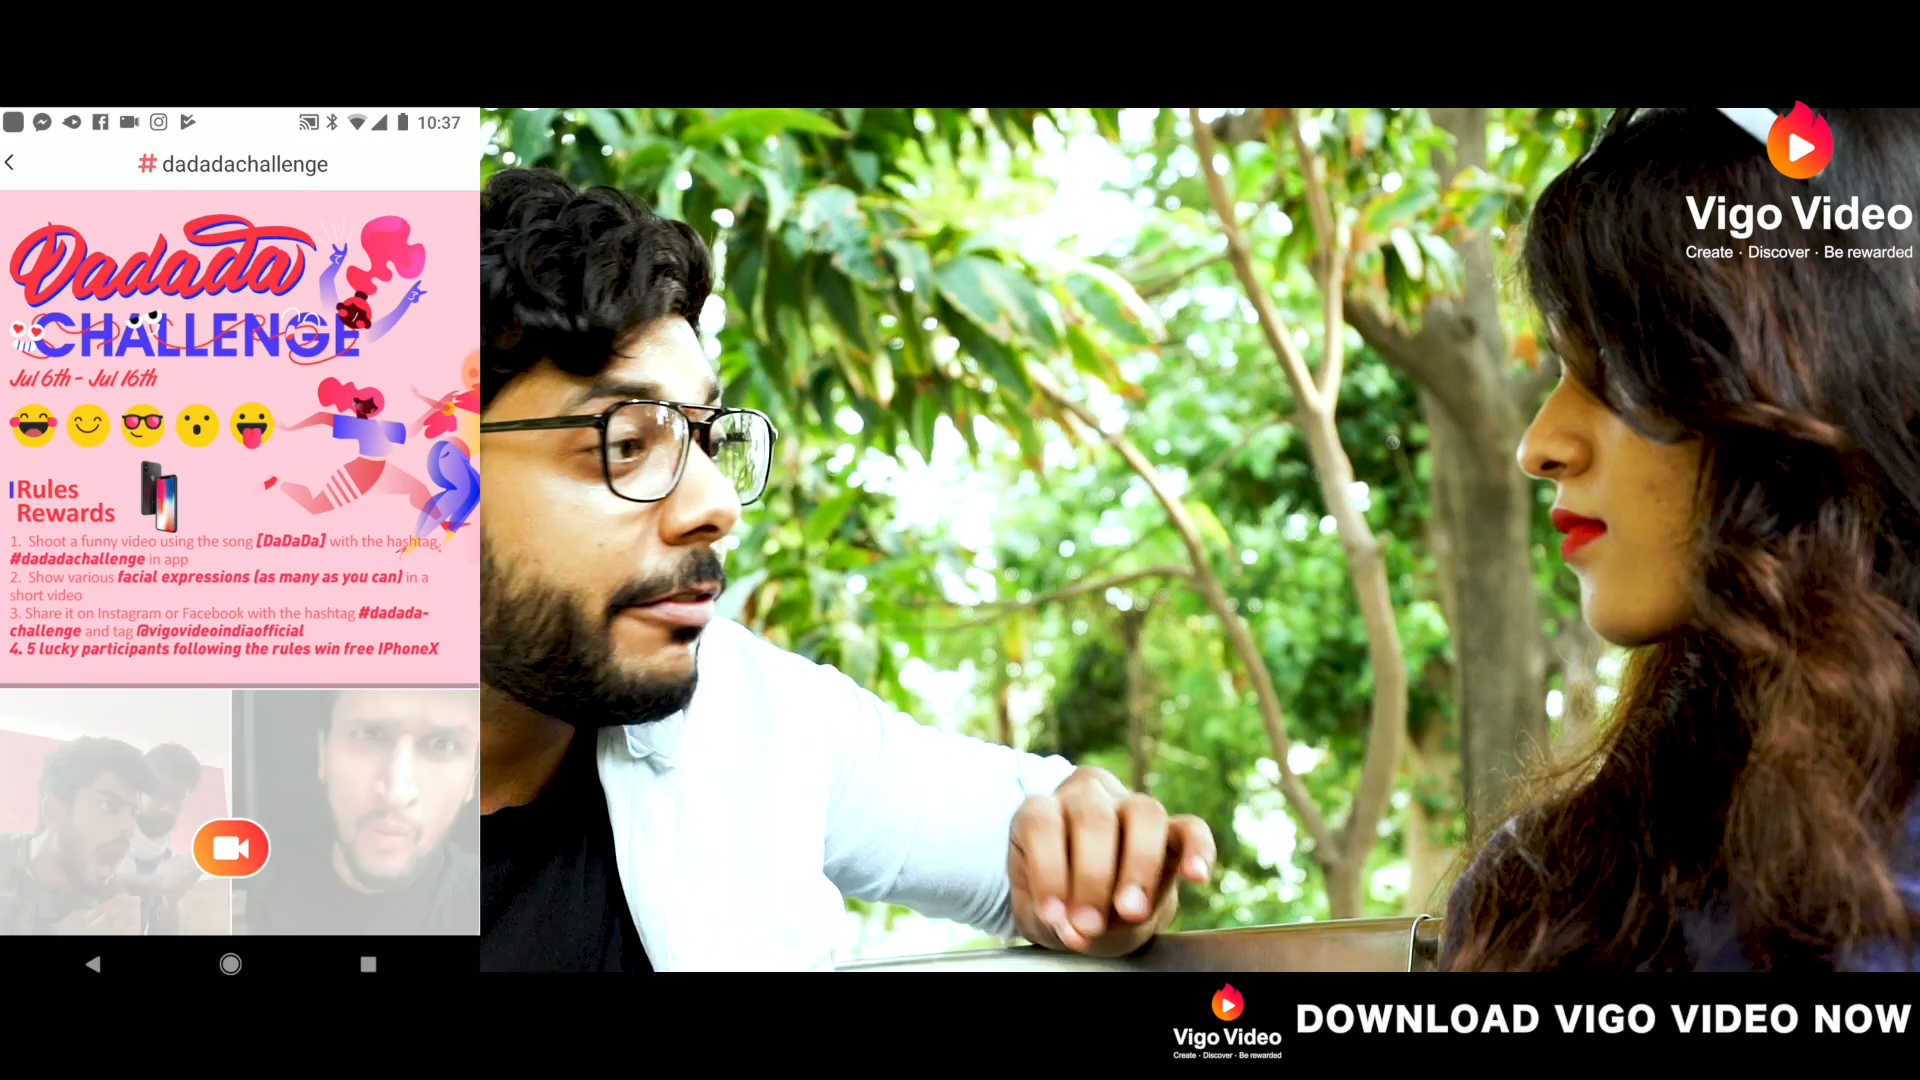 10:37
# dadadachallenge
Dadada
CHALLENGE
Jul 6th - Jul 16th
Rules
Rewards
1. Shoot a funny video using the song [DaDaDa] with the hashtag,
#dadadachallenge in app
2. Show various facial expressions (as many as you can) in a
short video
3. Share it on Instagram or Facebook with the hashtag #dadada-
challenge and tag @vigovideoindiaofficial
4. 5 lucky participants following the rules win free IPhoneX
Vigo Video
Create · Discover · Be rewarded
Vigo Video
Create · Discover · Be rewarded
DOWNLOAD VIGO VIDEO NOW